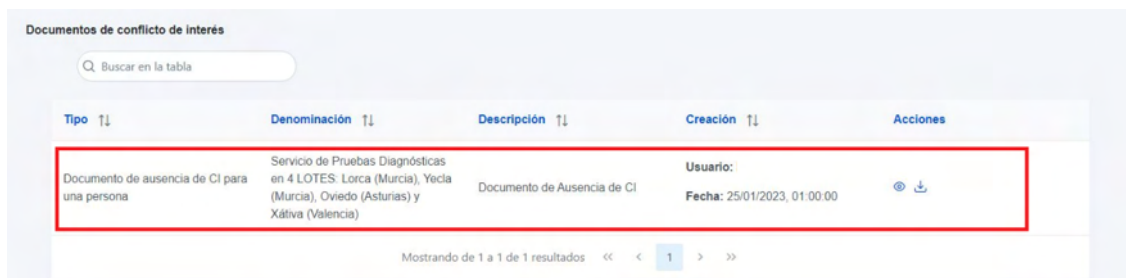 Documentos de conflicto de interés
Buscar en la tabla
Tipo Denominación Descripción Creación Acciones
Documento de ausencia de CI para
una persona
Servicio de Pruebas Diagnósticas
en 4 LOTES: Lorca (Murcia), Yecla
(Murcia), Oviedo (Asturias) y
Xátiva (Valencia)
Documento de Ausencia de CI
Usuario:
Fecha: 25/01/2023, 01:00:00
Mostrando de 1 a 1 de 1 resultados « < 1 > »